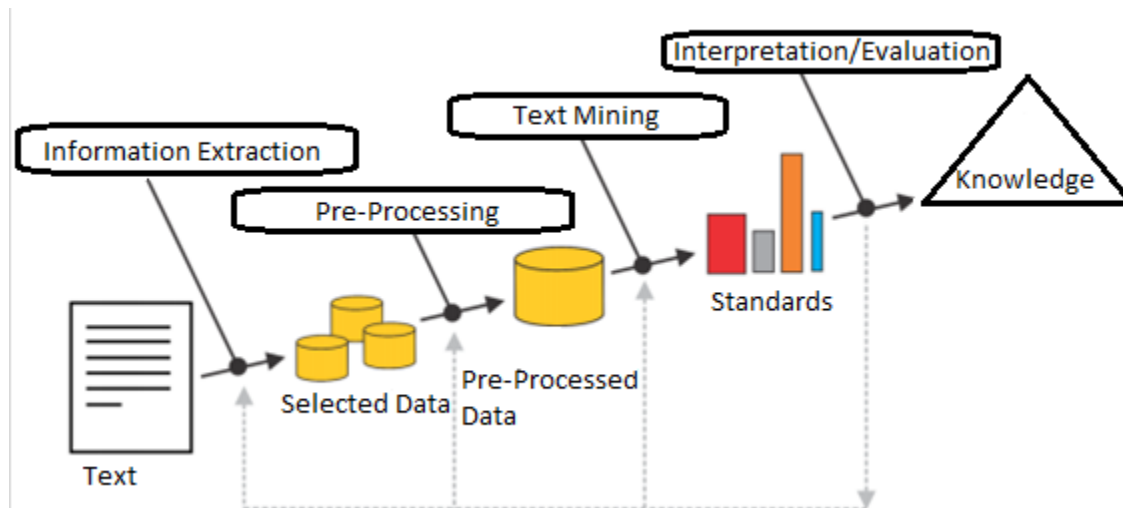 Interpretation/Evaluation
Text Mining
Information Extraction
Knowledge
Pre-Processing
Standards
Pre-Processed
Data
Selected Data
Text